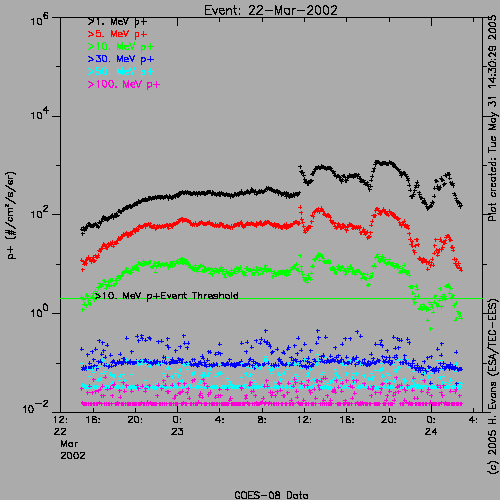 Event: 22-Mar-2002
>1. MeV p+
>5. MeV p+
>10. MeV p+
>30. MeV p+
>100. MeV p+
10^6
10^4
10^2
10^0
10^-2
p+ (#/cm²/s/sr)
>10. MeV p+Event Threshold
12: 16: 20: 0: 4: 8: 12: 16: 20: 0: 4:
22 23 24
Mar
2002
GOES-08 Data
Plot created: Tue May 31 14:30:29 2005
(c) 2005 H. Evans (ESA/TEC-EES)